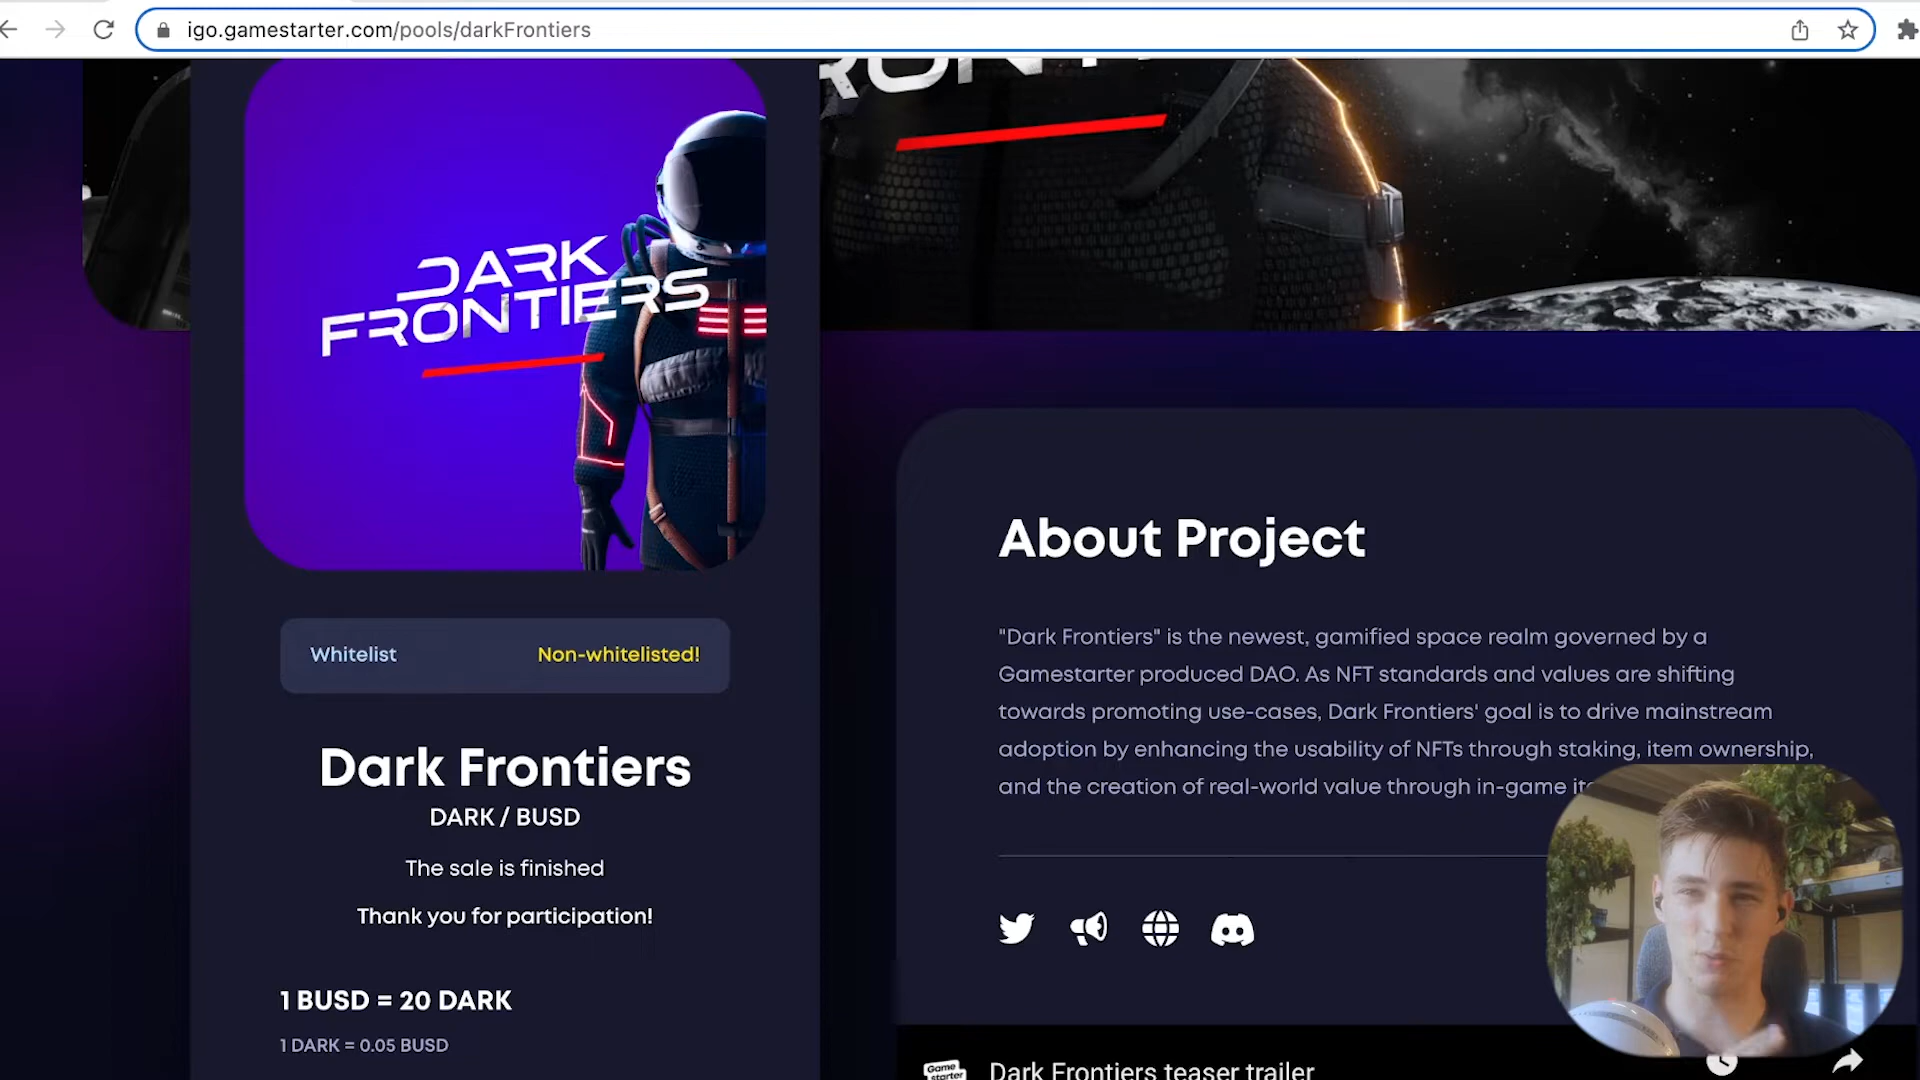 igo.gamestarter.com/pools/darkFrontiers
DARK
FRONTIERS
Whitelist
Non-whitelisted!
Dark Frontiers
DARK / BUSD
The sale is finished
Thank you for participation!
1 BUSD = 20 DARK
1 DARK = 0.05 BUSD
About Project
"Dark Frontiers" is the newest, gamified space realm governed by a
Gamestarter produced DAO. As NFT standards and values are shifting
towards promoting use-cases, Dark Frontiers' goal is to drive mainstream
adoption by enhancing the usability of NFTs through staking, item ownership,
and the creation of real-world value through in-game
Game
starter
Dark Frontiers teaser trailer